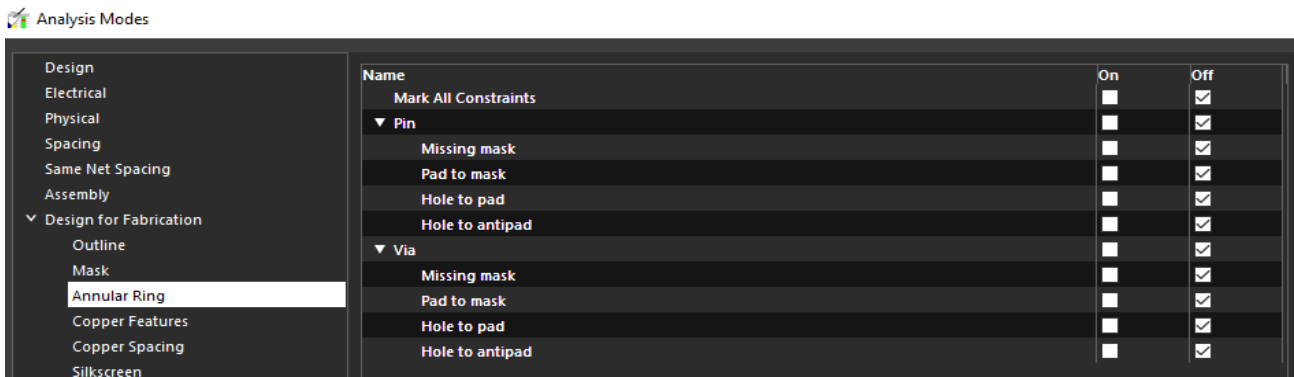 Analysis Modes
Design
Electrical
Physical
Spacing
Same Net Spacing
Assembly
Design for Fabrication
Outline
Mask
Annular Ring
Copper Features
Copper Spacing
Silkscreen
Name On Off
Mark All Constraints
Pin
Missing mask
Pad to mask
Hole to pad
Hole to antipad
Via
Missing mask
Pad to mask
Hole to pad
Hole to antipad